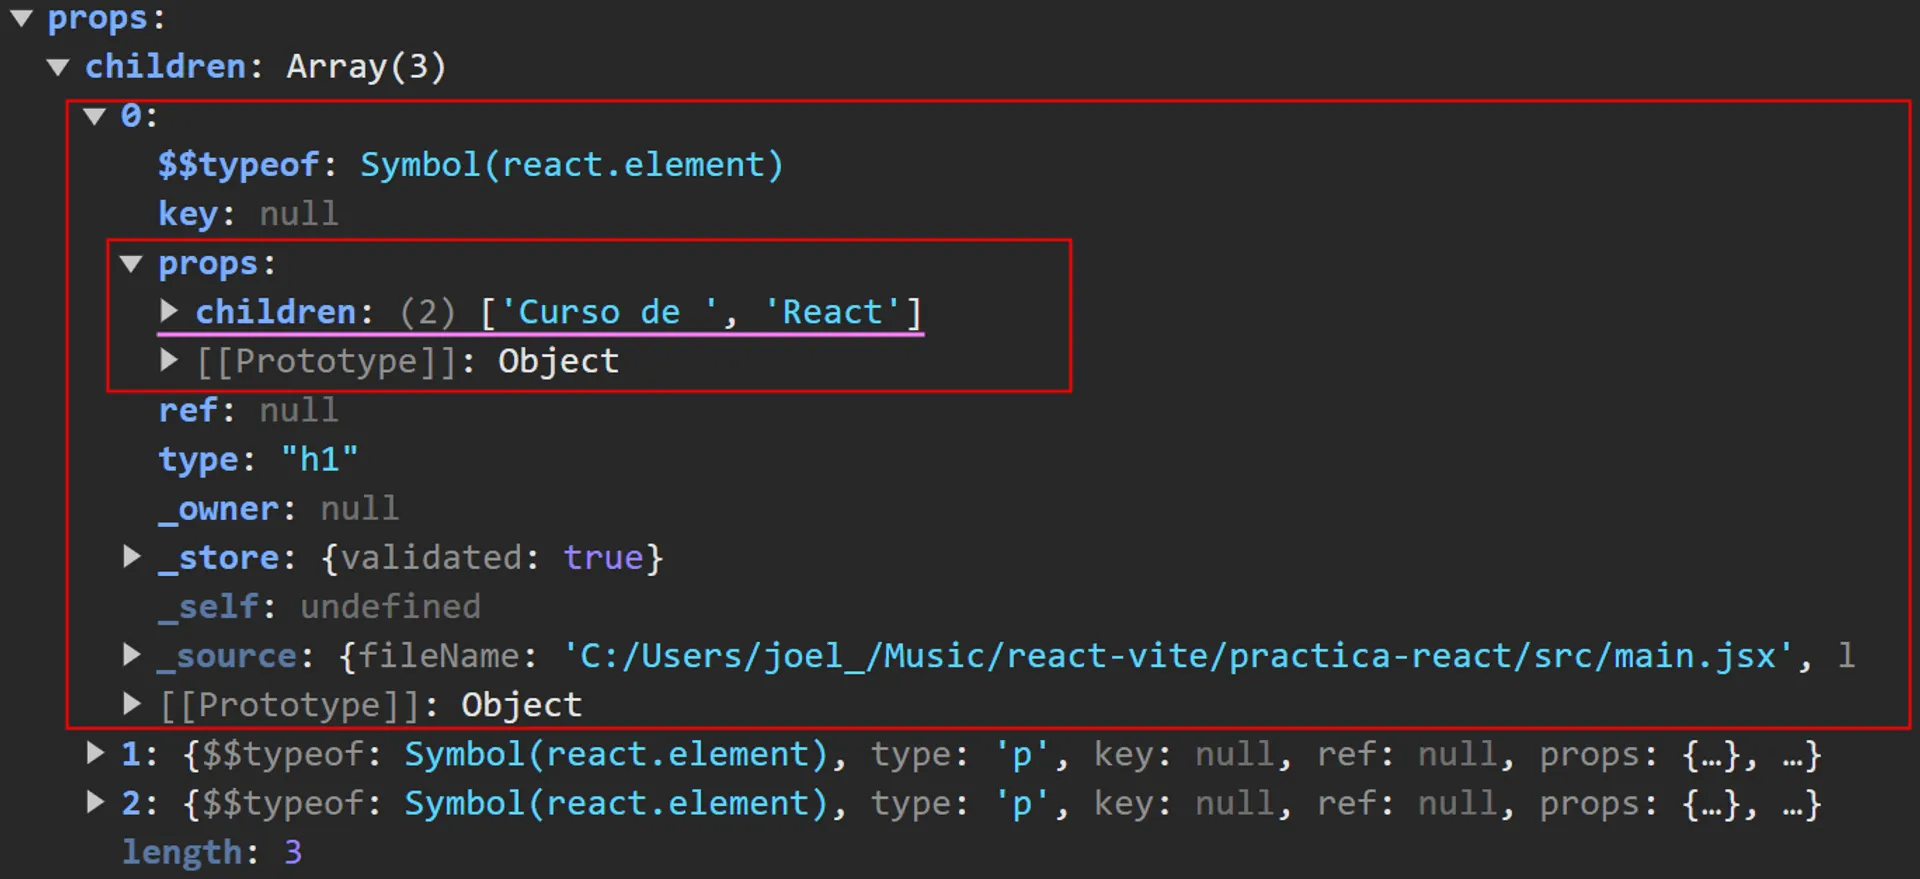 ▼ props:
▼ children: Array(3)
▼ 0:
$$typeof: Symbol(react.element)
key: null
▼ props:
▶ children: (2) ['Curso de ', 'React']
▶ [[Prototype]]: Object
ref: null
type: "h1"
_owner: null
▶ _store: {validated: true}
_self: undefined
▶ _source: {fileName: 'C:/Users/joel_/Music/react-vite/practica-react/src/main.jsx', l
▶ [[Prototype]]: Object
▶ 1: {$$typeof: Symbol(react.element), type: 'p', key: null, ref: null, props: {…}, …}
▶ 2: {$$typeof: Symbol(react.element), type: 'p', key: null, ref: null, props: {…}, …}
length: 3